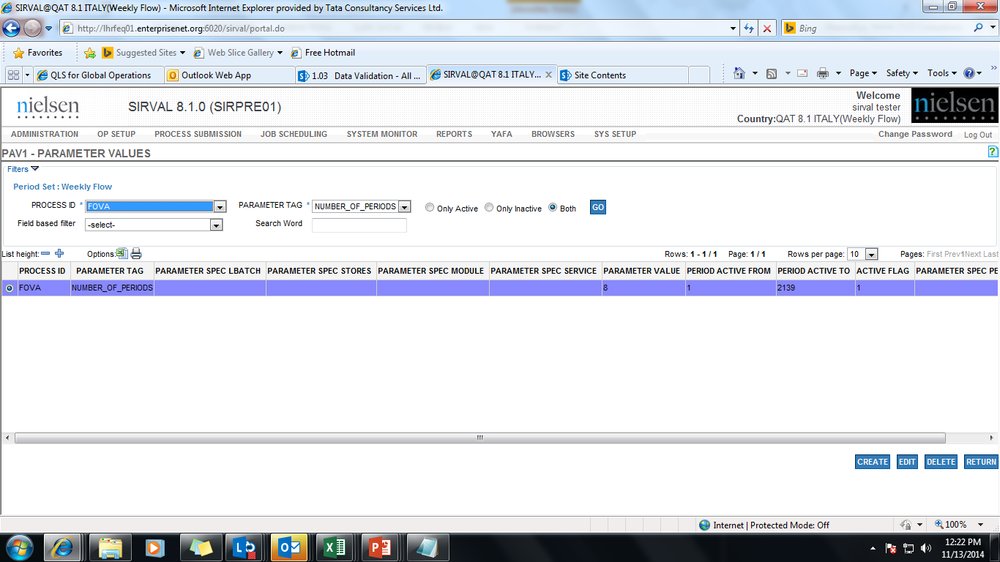 SIRVAL@QAT 8.1 ITALY(Weekly Flow) - Microsoft Internet Explorer provided by Tata Consultancy Services Ltd.
http://lhrfeq01.enterprisenet.org:6020/sirval/portal.do
Bing
Favorites Suggested Sites Web Slice Gallery Free Hotmail
QLS for Global Operations Outlook Web App 1.03 Data Validation - All ... SIRVAL@QAT 8.1 ITALY... Site Contents Page Safety Tools
nielsen SIRVAL 8.1.0 (SIRPRE01) Welcome nielsen
sirval tester
Country:QAT 8.1 ITALY(Weekly Flow)
ADMINISTRATION OP SETUP PROCESS SUBMISSION JOB SCHEDULING SYSTEM MONITOR REPORTS YAFA BROWSERS SYS SETUP Change Password Log Out
PAV1 - PARAMETER VALUES
Filters
Period Set : Weekly Flow
PROCESS ID * FOVA PARAMETER TAG * NUMBER_OF_PERIODS Only Active Only Inactive Both GO
Field based filter -select- Search Word
List height: Options: Rows: 1 - 1 / 1 Page: 1 / 1 Rows per page: 10 Pages: First Prev1Next Last
PROCESS ID PARAMETER TAG PARAMETER SPEC LBATCH PARAMETER SPEC STORES PARAMETER SPEC MODULE PARAMETER SPEC SERVICE PARAMETER VALUE PERIOD ACTIVE FROM PERIOD ACTIVE TO ACTIVE FLAG PARAMETER SPEC PE
FOVA NUMBER_OF_PERIODS 8 1 2139 1
CREATE EDIT DELETE RETURN
Internet | Protected Mode: Off 100%
12:22 PM
11/13/2014